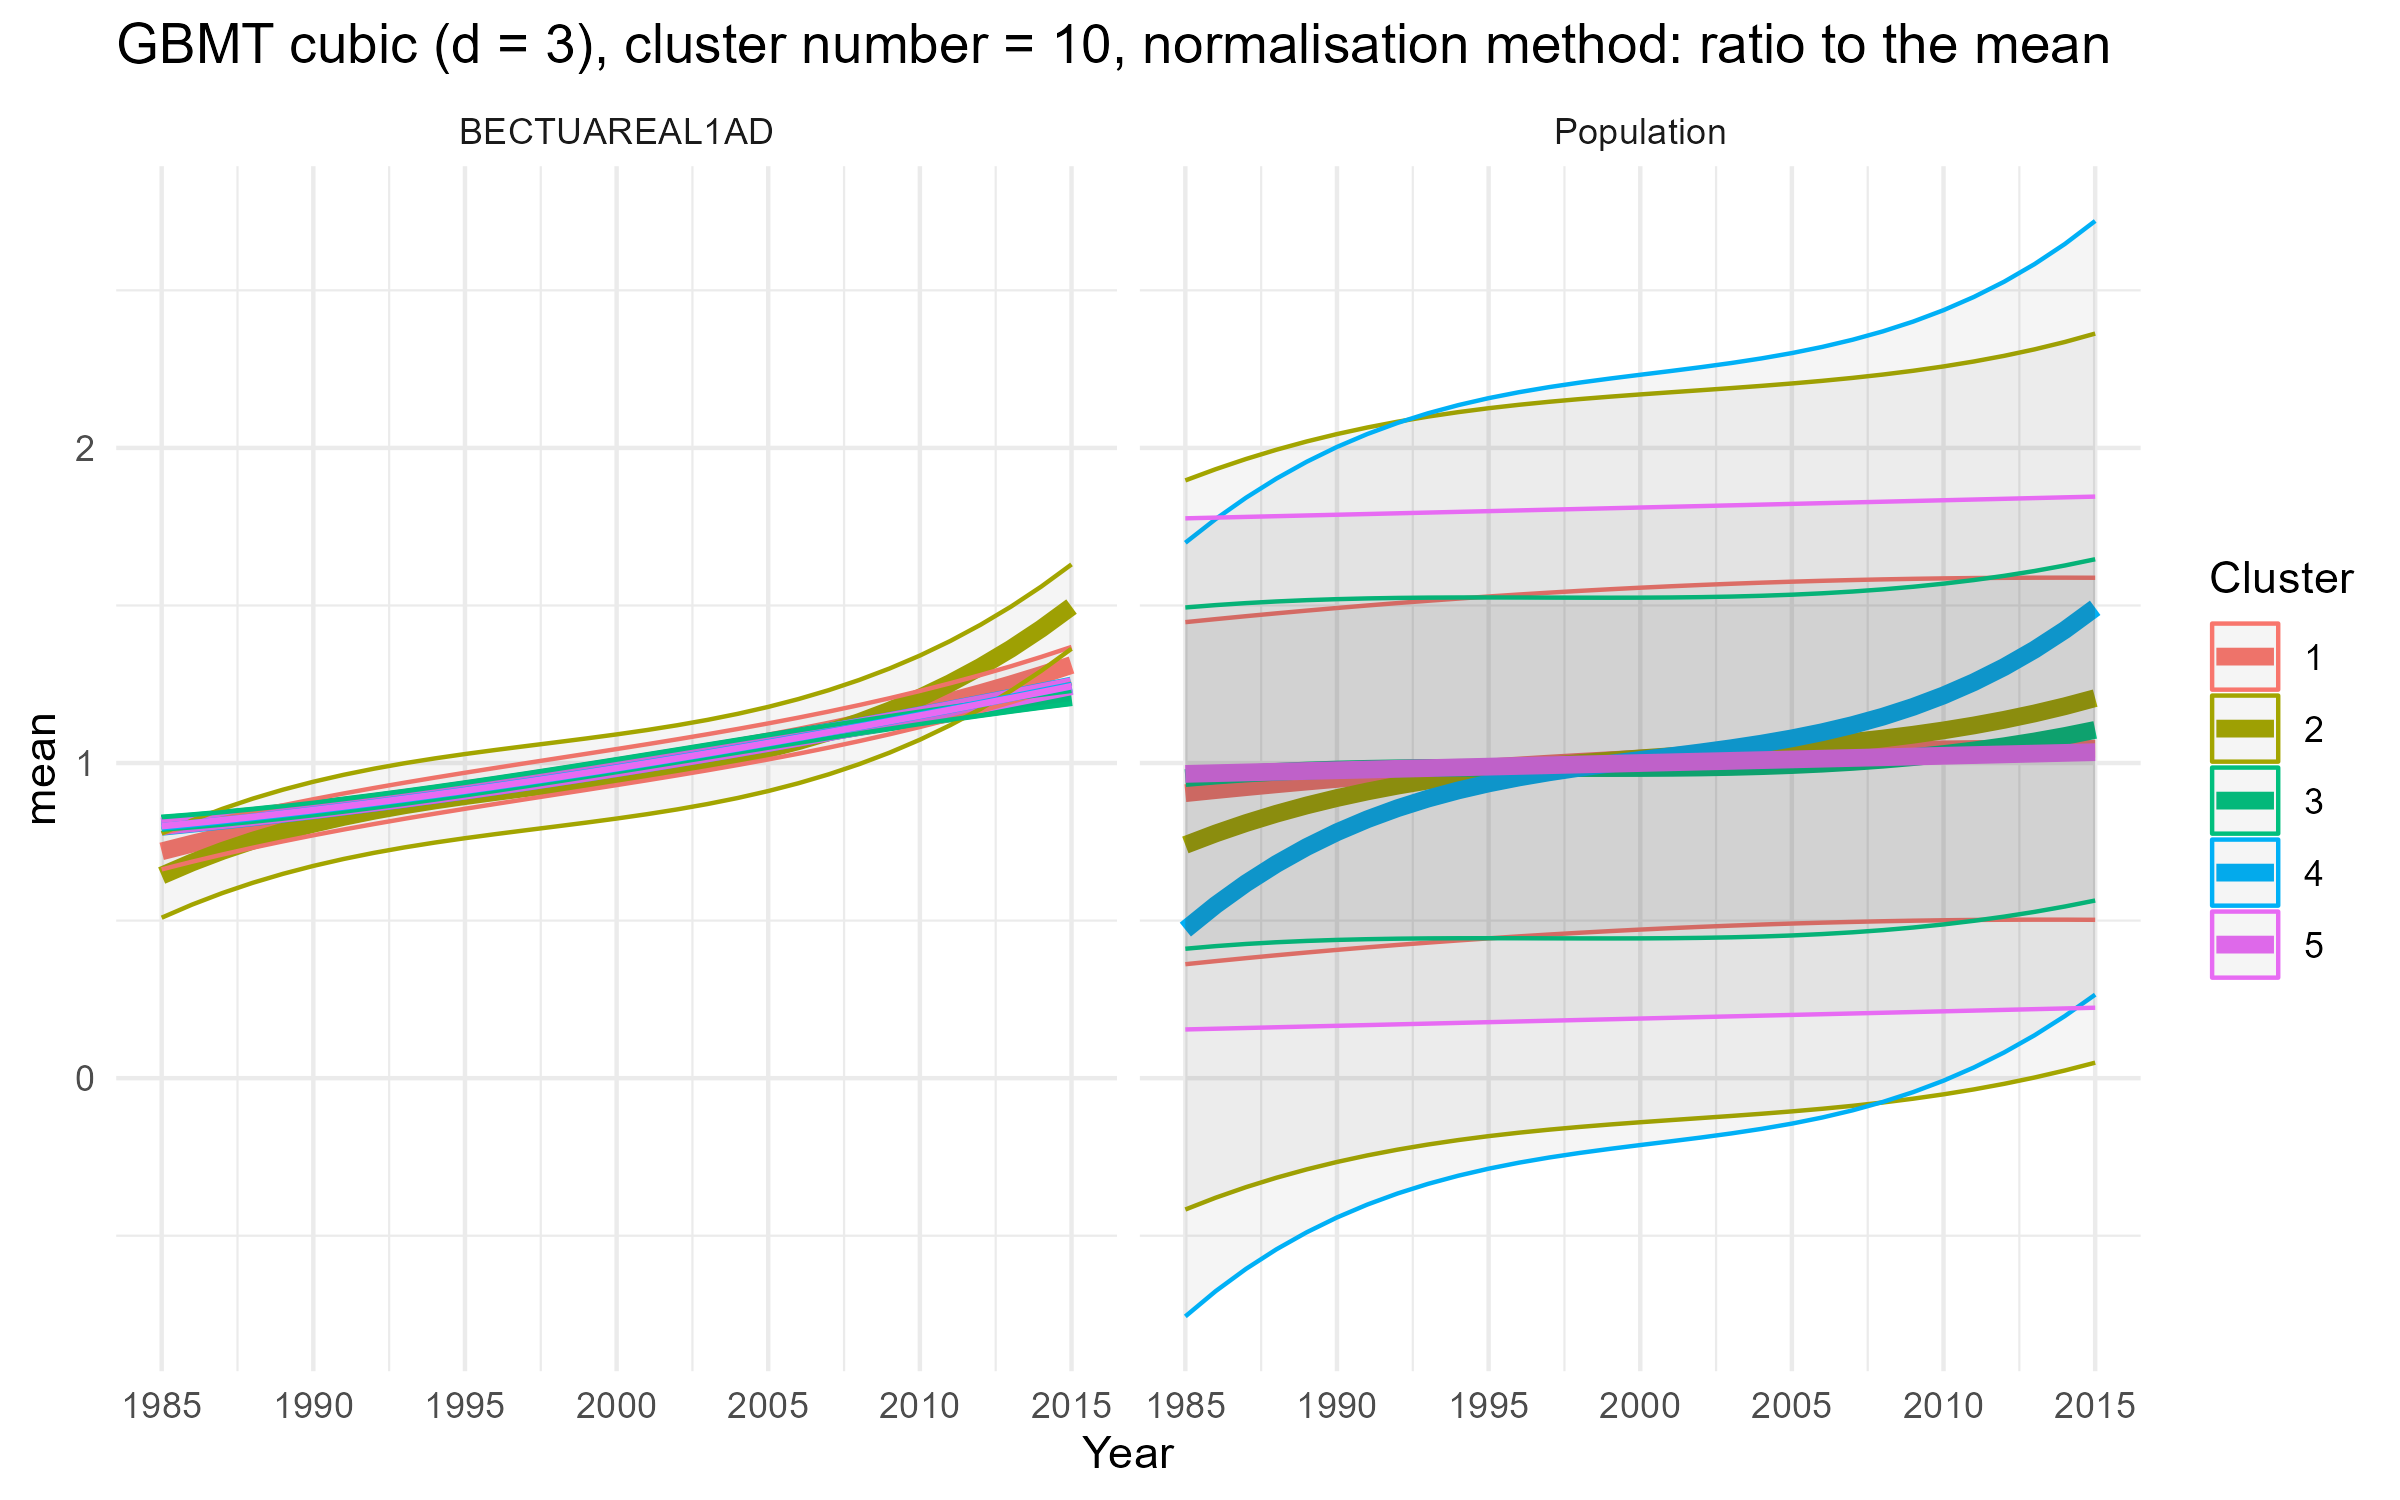 GBMT cubic (d = 3), cluster number = 10, normalisation method: ratio to the mean
BECTUAREAL1AD
Population
mean
2
1
0
1985 1990 1995 2000 2005 2010 2015
1985 1990 1995 2000 2005 2010 2015
Year
Cluster
1
2
3
4
5